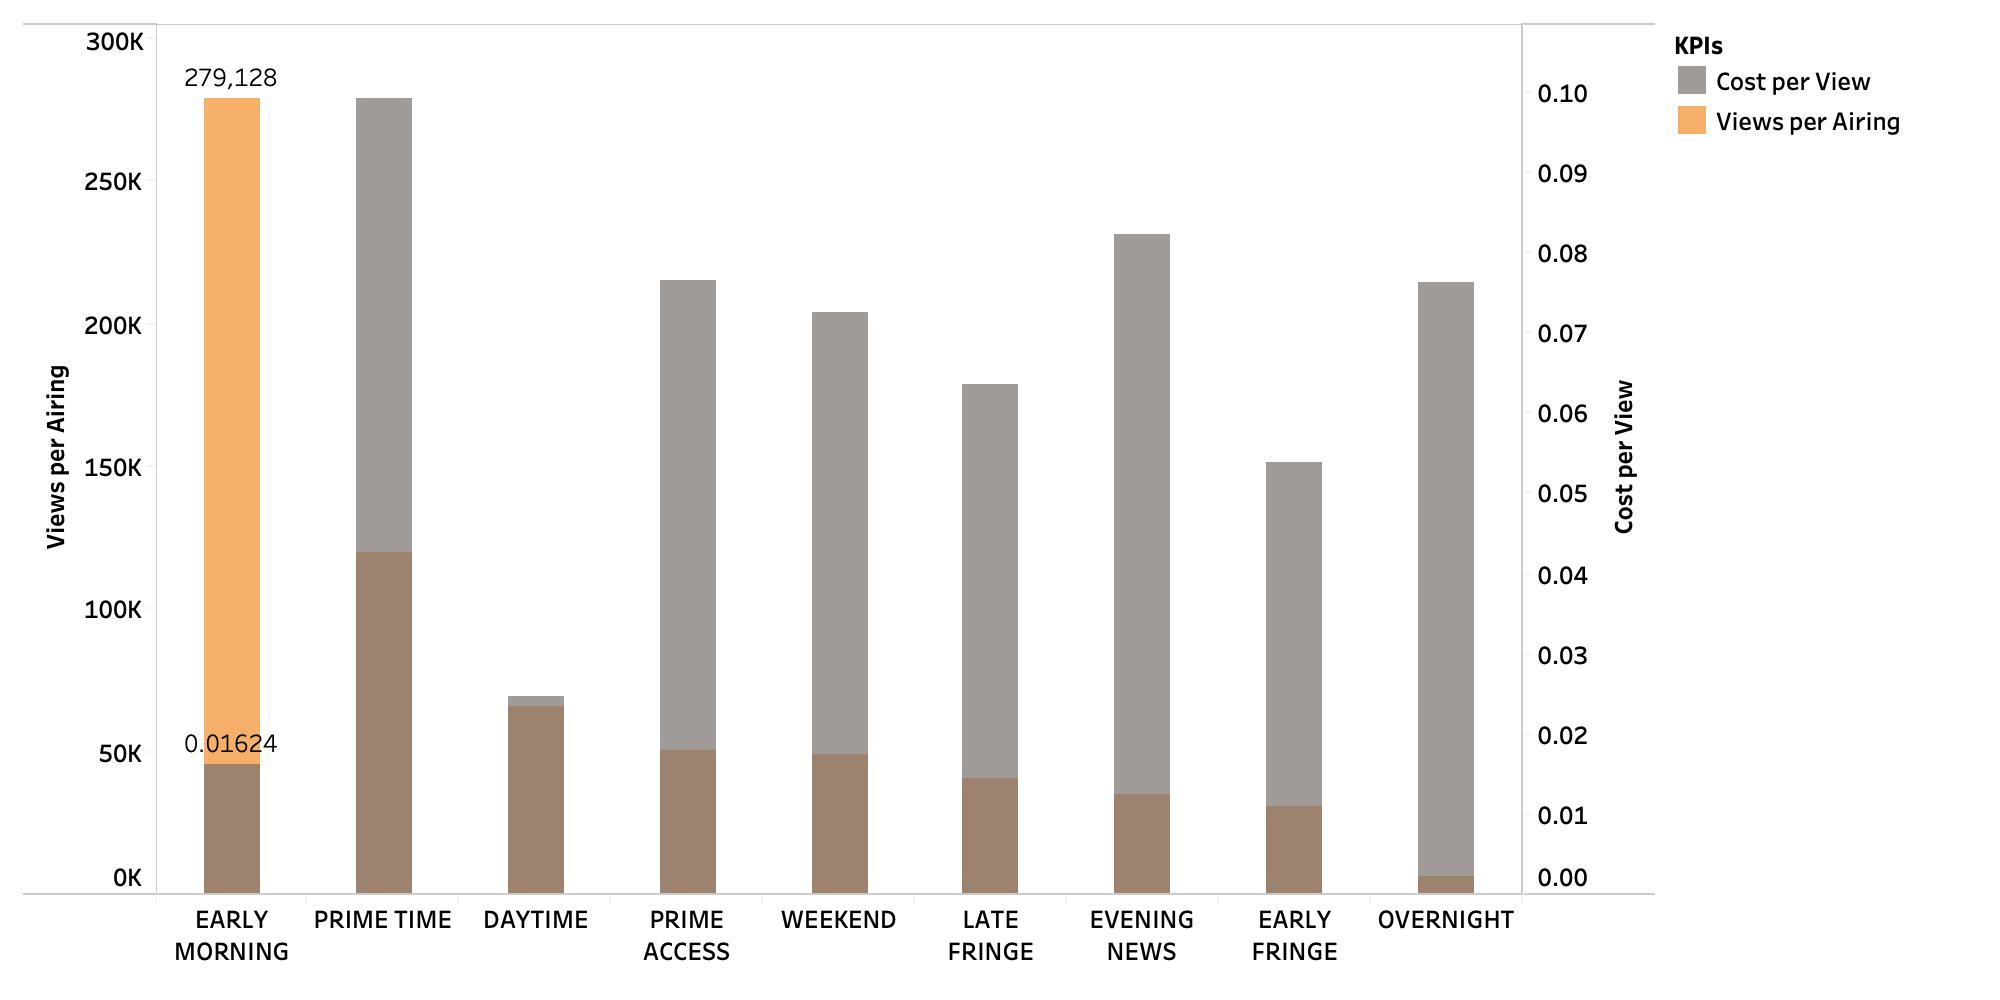 KPIs
Cost per View
Views per Airing
300K
250K
200K
150K
100K
50K
0K
Views per Airing
279,128
0.01624
0.10
0.09
0.08
0.07
0.06
0.05
0.04
0.03
0.02
0.01
0.00
Cost per View
EARLY
MORNING
PRIME TIME
DAYTIME
PRIME
ACCESS
WEEKEND
LATE
FRINGE
EVENING
NEWS
EARLY
FRINGE
OVERNIGHT